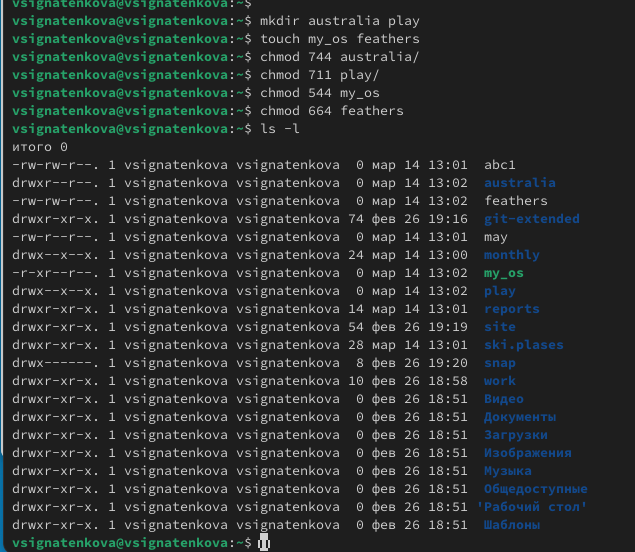 vsignatenkova@vsignatenkova:~$
vsignatenkova@vsignatenkova:~$ mkdir australia play
vsignatenkova@vsignatenkova:~$ touch my_os feathers
vsignatenkova@vsignatenkova:~$ chmod 744 australia/
vsignatenkova@vsignatenkova:~$ chmod 711 play/
vsignatenkova@vsignatenkova:~$ chmod 544 my_os
vsignatenkova@vsignatenkova:~$ chmod 664 feathers
vsignatenkova@vsignatenkova:~$ ls -l
итого 0
-rw-rw-r--. 1 vsignatenkova vsignatenkova  0 мар 14 13:01  abc1
drwxr--r--. 1 vsignatenkova vsignatenkova  0 мар 14 13:02  australia
-rw-rw-r--. 1 vsignatenkova vsignatenkova  0 мар 14 13:02  feathers
drwxr-xr-x. 1 vsignatenkova vsignatenkova 74 фев 26 19:16  git-extended
-rw-r--r--. 1 vsignatenkova vsignatenkova  0 мар 14 13:01  may
drwx--x--x. 1 vsignatenkova vsignatenkova 24 мар 14 13:00  monthly
-r-xr--r--. 1 vsignatenkova vsignatenkova  0 мар 14 13:02  my_os
drwx--x--x. 1 vsignatenkova vsignatenkova  0 мар 14 13:02  play
drwxr-xr-x. 1 vsignatenkova vsignatenkova 14 мар 14 13:01  reports
drwxr-xr-x. 1 vsignatenkova vsignatenkova 54 фев 26 19:19  site
drwxr-xr-x. 1 vsignatenkova vsignatenkova 28 мар 14 13:01  ski.plases
drwx------. 1 vsignatenkova vsignatenkova  8 фев 26 19:20  snap
drwxr-xr-x. 1 vsignatenkova vsignatenkova 10 фев 26 18:58  work
drwxr-xr-x. 1 vsignatenkova vsignatenkova  0 фев 26 18:51  Видео
drwxr-xr-x. 1 vsignatenkova vsignatenkova  0 фев 26 18:51  Документы
drwxr-xr-x. 1 vsignatenkova vsignatenkova  0 фев 26 18:51  Загрузки
drwxr-xr-x. 1 vsignatenkova vsignatenkova  0 фев 26 18:51  Изображения
drwxr-xr-x. 1 vsignatenkova vsignatenkova  0 фев 26 18:51  Музыка
drwxr-xr-x. 1 vsignatenkova vsignatenkova  0 фев 26 18:51  Общедоступные
drwxr-xr-x. 1 vsignatenkova vsignatenkova  0 фев 26 18:51 'Рабочий стол'
drwxr-xr-x. 1 vsignatenkova vsignatenkova  0 фев 26 18:51  Шаблоны
vsignatenkova@vsignatenkova:~$